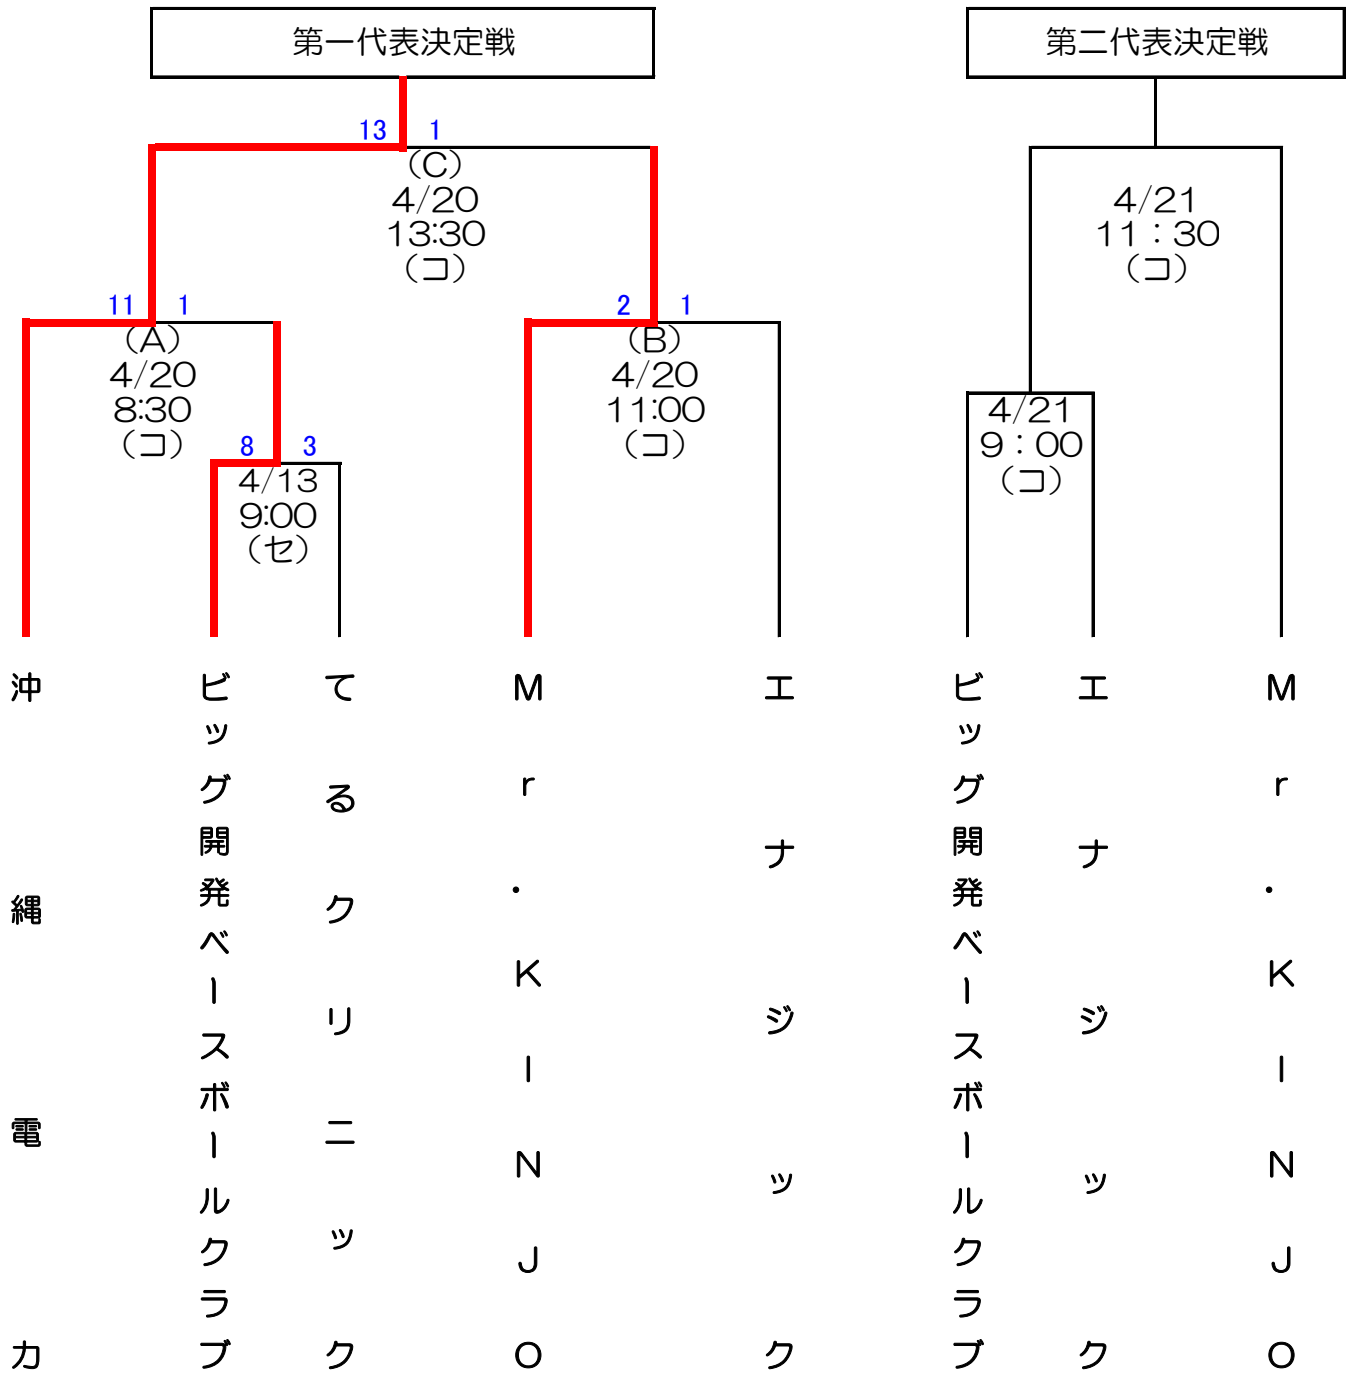 第一代表決定戦
第二代表決定戦
13 1
（C）
4/20
13:30
（コ）
4/21
11：30
（コ）
11 1
（A）
4/20
8:30
（コ）
2 1
（B）
4/20
11:00
（コ）
8 3
4/13
9:00
（セ）
4/21
9：00
（コ）
沖縄電力
ビッグ開発ベースボールクラブ
てるクリニック
Mr.KINJO
エナジック
ビッグ開発ベースボールクラブ
エナジック
Mr.KINJO